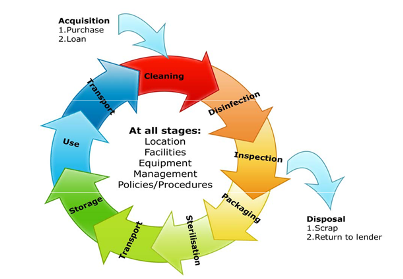 Acquisition
1.Purchase
2.Loan
Cleaning
Disinfection
Inspection
Packaging
Sterilisation
Transport
Storage
Use
Transport
At all stages:
Location
Facilities
Equipment
Management
Policies/Procedures
Disposal
1.Scrap
2.Return to lender